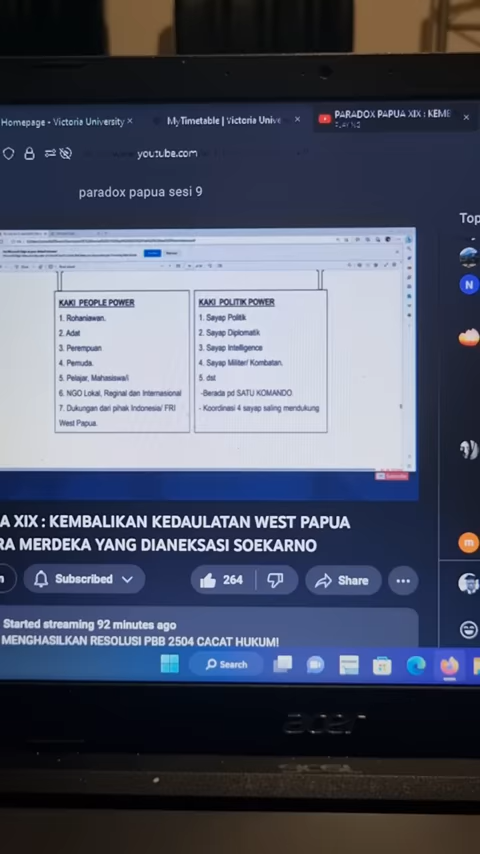 Homepage - Victoria University
MyTimetable | Victoria Unive
PARADOX PAPUA XIX : KEME
youtube.com
paradox papua sesi 9
Top
KAKI PEOPLE POWER
1. Rohaniawan.
2. Adat
3. Perempuan
4. Pemuda.
5. Pelajar, Mahasiswa/i
6. NGO Lokal, Reginal dan Internasional
7. Dukungan dari pihak Indonesia/ FRI
West Papua.
KAKI POLITIK POWER
1. Sayap Politik
2. Sayap Diplomatik
3. Sayap Intelligence
4. Sayap Militer/ Kombatan.
5. dst
-Berada pd SATU KOMANDO
- Koordinasi 4 sayap saling mendukung
N
A XIX : KEMBALIKAN KEDAULATAN WEST PAPUA
RA MERDEKA YANG DIANEKSASI SOEKARNO
m
n
Subscribed
264
Share
Started streaming 92 minutes ago
MENGHASILKAN RESOLUSI PBB 2504 CACAT HUKUM!
Search
acer